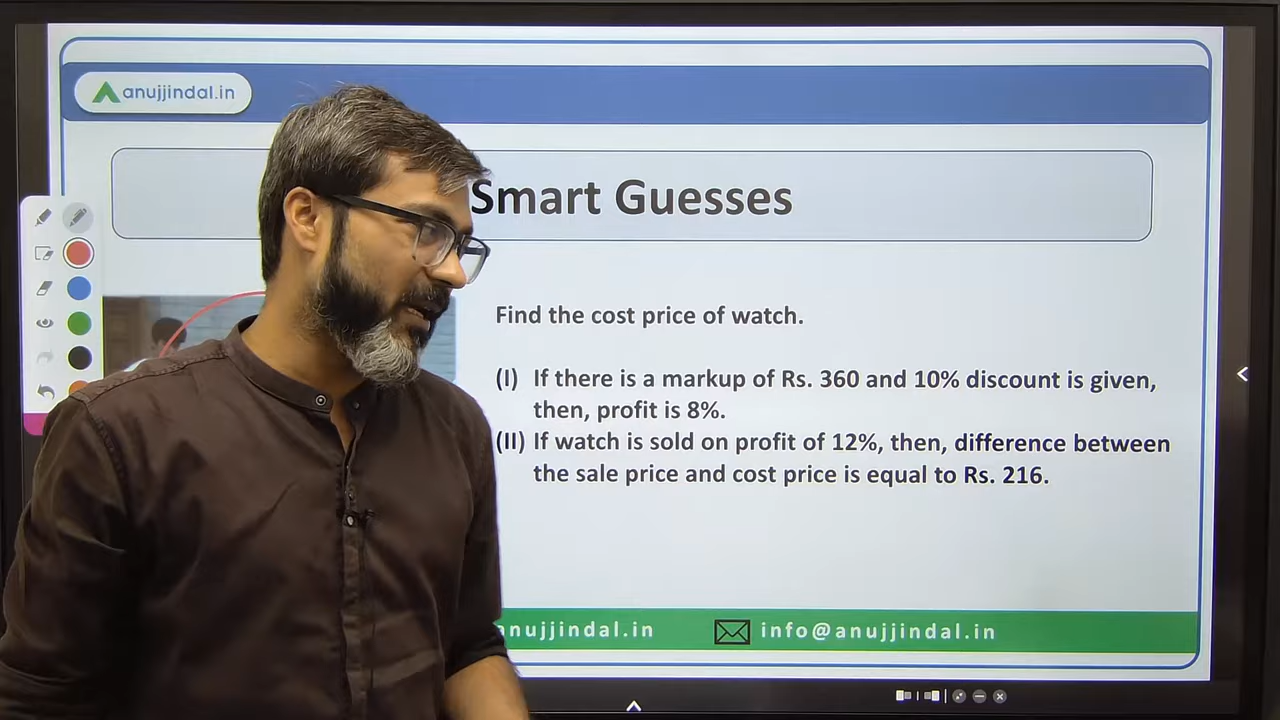 anujjindal.in
Smart Guesses
Find the cost price of watch.
(I) If there is a markup of Rs. 360 and 10% discount is given,
then, profit is 8%.
(II) If watch is sold on profit of 12%, then, difference between
the sale price and cost price is equal to Rs. 216.
anujjindal.in
info@anujjindal.in